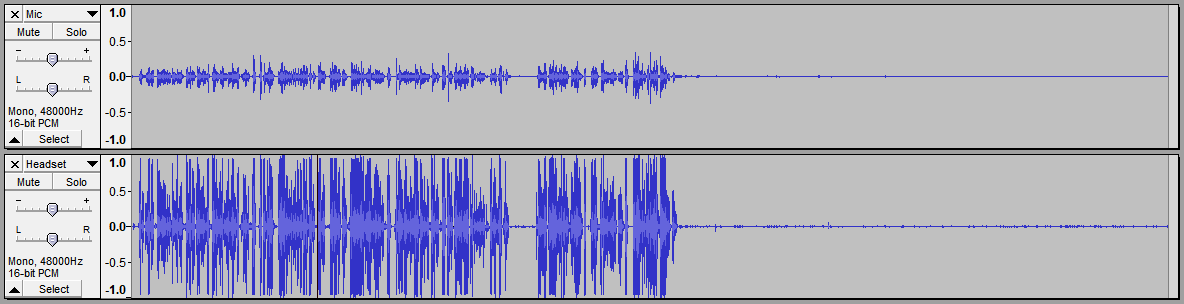 × Mic ▼
Mute Solo
- +
L R
Mono, 48000Hz
16-bit PCM
▲ Select
1.0
0.5-
0.0-
-0.5-
-1.0
× Headset ▼
Mute Solo
- +
L R
Mono, 48000Hz
16-bit PCM
▲ Select
1.0
0.5-
0.0-
-0.5-
-1.0